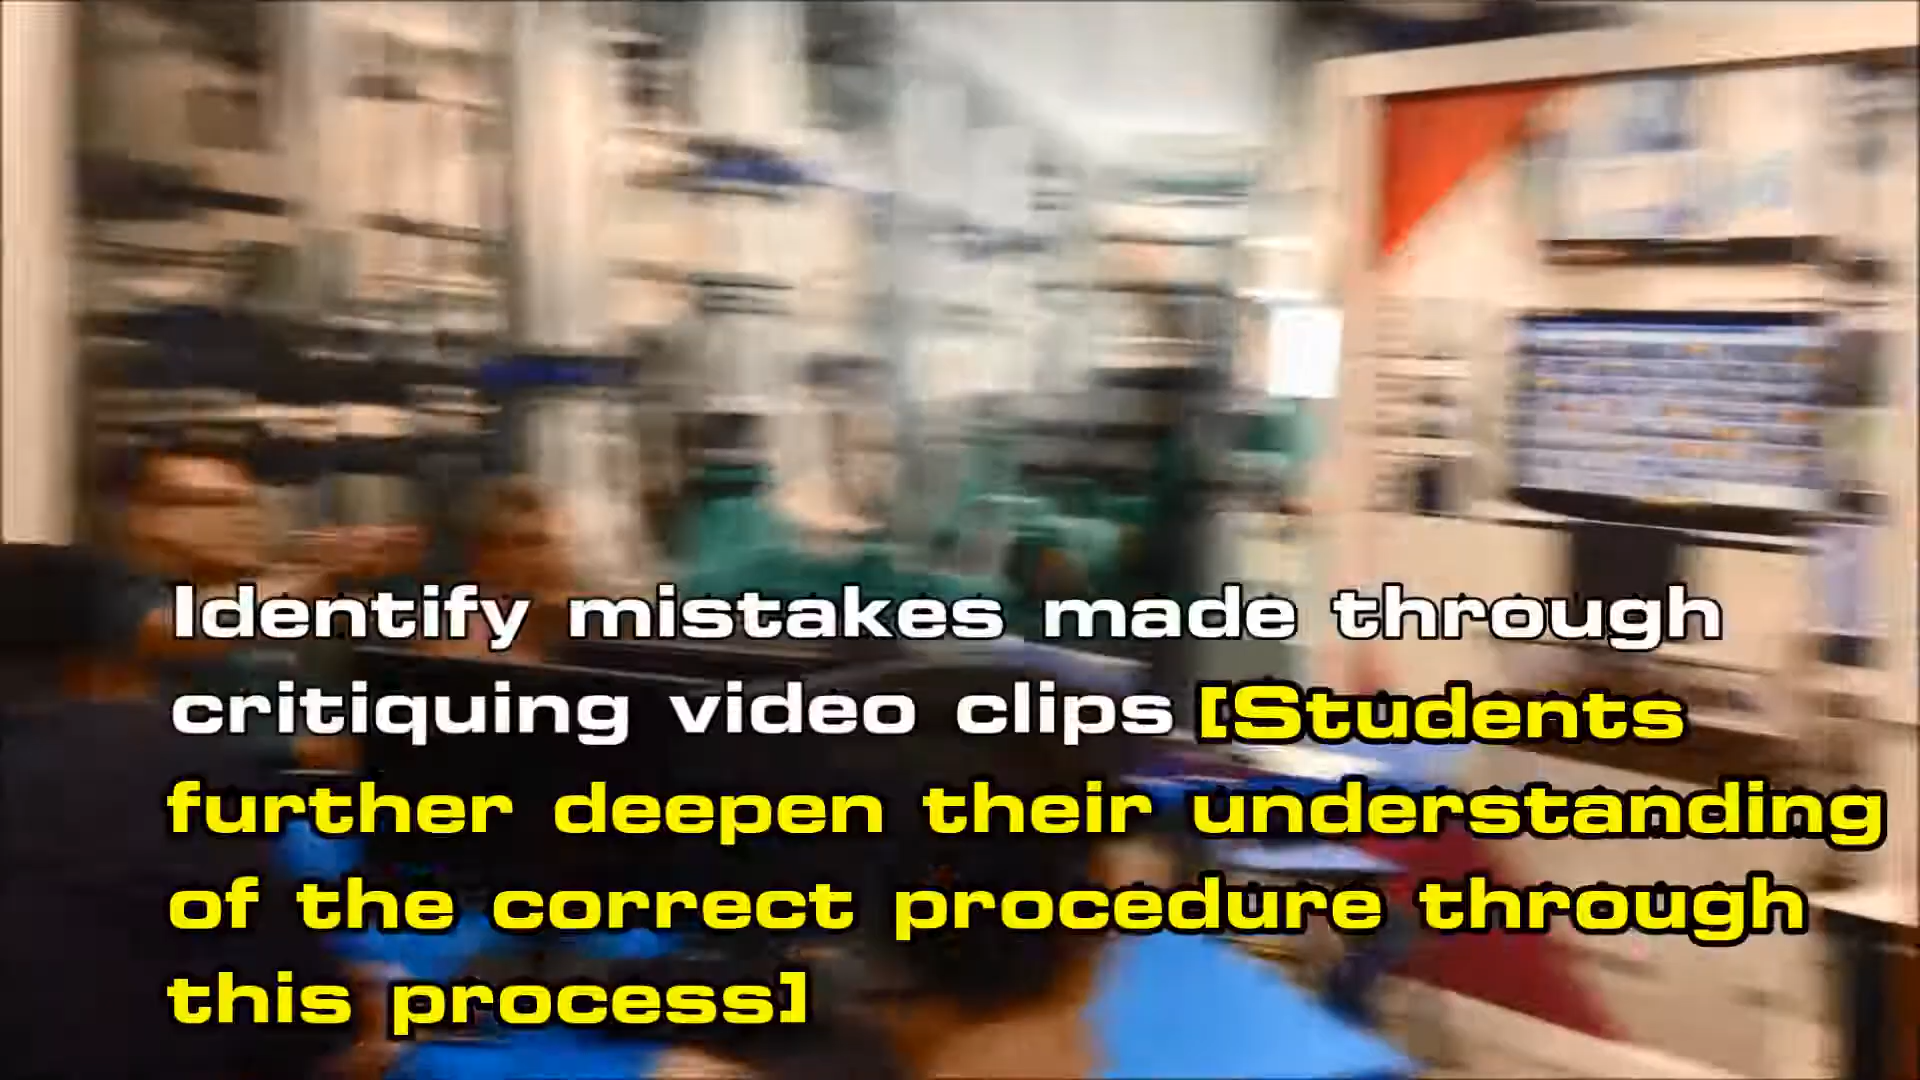 Identify mistakes made through
critiquing video clips [Students
further deepen their understanding
of the correct procedure through
this process]